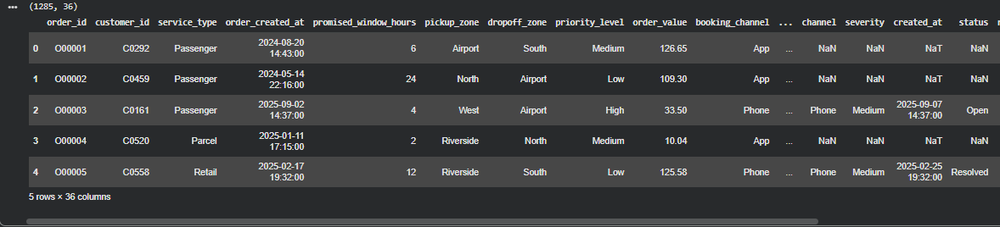 ••• (1285, 36)
order_id customer_id service_type order_created_at promised_window_hours pickup_zone dropoff_zone priority_level order_value booking_channel ... channel severity created_at status
0 O00001 C0292 Passenger 2024-08-20 14:43:00 6 Airport South Medium 126.65 App ... NaN NaN NaT NaN
1 O00002 C0459 Passenger 2024-05-14 22:16:00 24 North Airport Low 109.30 App ... NaN NaN NaT NaN
2 O00003 C0161 Passenger 2025-09-02 14:37:00 4 West Airport High 33.50 Phone ... Phone Medium 2025-09-07 14:37:00 Open
3 O00004 C0520 Parcel 2025-01-11 17:15:00 2 Riverside North Medium 10.04 App ... NaN NaN NaT NaN
4 O00005 C0558 Retail 2025-02-17 19:32:00 12 Riverside South Low 125.58 Phone ... Phone Medium 2025-02-25 19:32:00 Resolved
5 rows × 36 columns